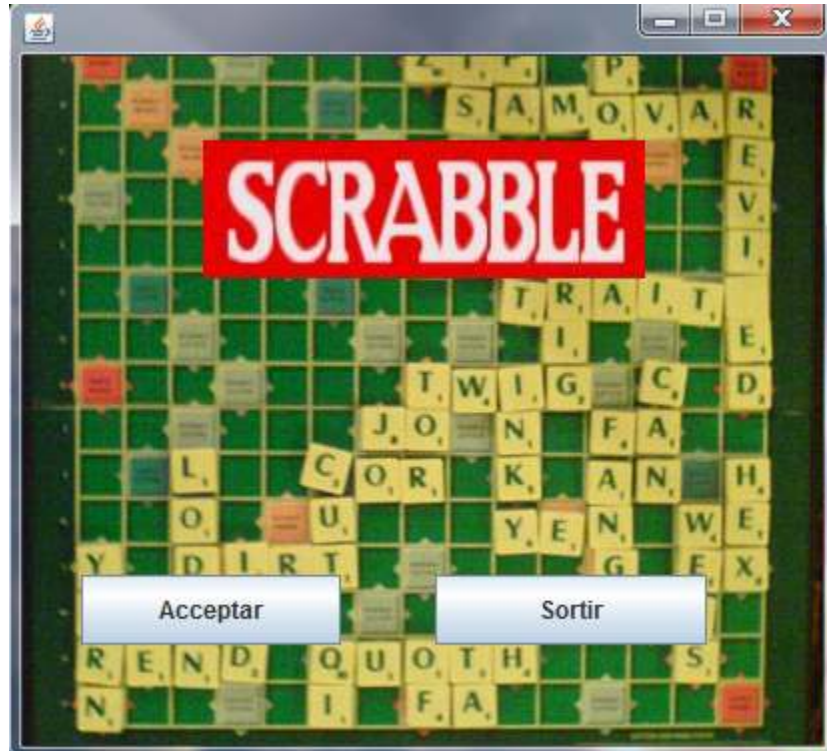 Z I P P
S A M O V A R
E
SCRABBLE
V
I
T R A I T
I E
T W I G C D
J O N F A
L C O R K A N H
O U Y E N W E
Y D I R T G E X
Acceptar Sortir
R E N D Q U O T H S
N I F A